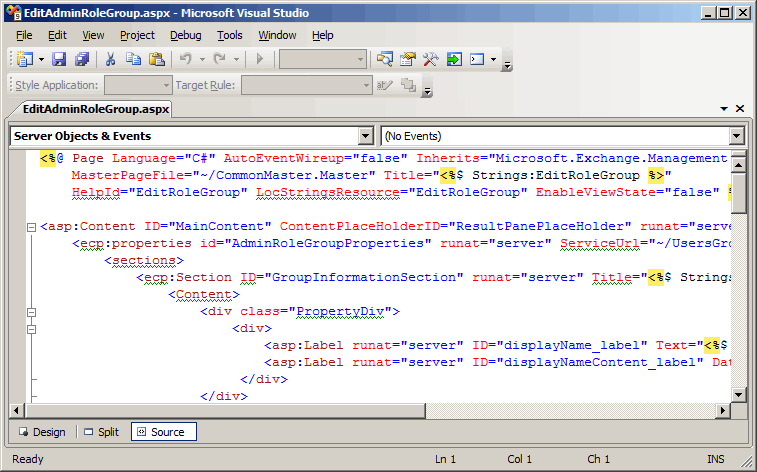 EditAdminRoleGroup.aspx - Microsoft Visual Studio
File Edit View Project Debug Tools Window Help
Style Application: Target Rule:
EditAdminRoleGroup.aspx
Server Objects & Events (No Events)
<%@ Page Language="C#" AutoEventWireup="false" Inherits="Microsoft.Exchange.Management
MasterPageFile="~/CommonMaster.Master" Title="<%$ Strings:EditRoleGroup %>"
HelpId="EditRoleGroup" LocStringsResource="EditRoleGroup" EnableViewState="false" %
<asp:Content ID="MainContent" ContentPlaceHolderID="ResultPanePlaceHolder" runat="serve
<ecp:properties id="AdminRoleGroupProperties" runat="server" ServiceUrl="~/UsersGro
<sections>
<ecp:Section ID="GroupInformationSection" runat="server" Title="<%$ Strings
<Content>
<div class="PropertyDiv">
<div>
<asp:Label runat="server" ID="displayName_label" Text="<%$
<asp:Label runat="server" ID="displayNameContent_label" Dat
</div>
</div>
Design Split Source
Ready Ln 1 Col 1 Ch 1 INS